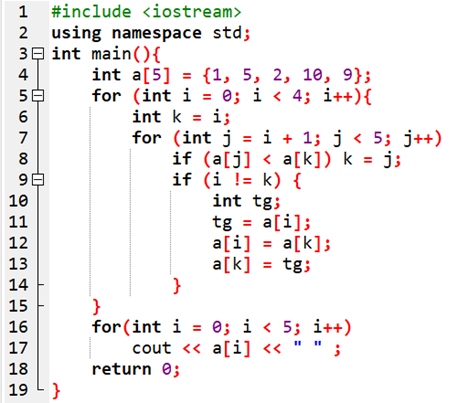 1 #include <iostream>
2 using namespace std;
3 int main(){
4 int a[5] = {1, 5, 2, 10, 9};
5 for (int i = 0; i < 4; i++){
6 int k = i;
7 for (int j = i + 1; j < 5; j++)
8 if (a[j] < a[k]) k = j;
9 if (i != k) {
10 int tg;
11 tg = a[i];
12 a[i] = a[k];
13 a[k] = tg;
14 }
15 }
16 for(int i = 0; i < 5; i++)
17 cout << a[i] << " " ;
18 return 0;
19 }